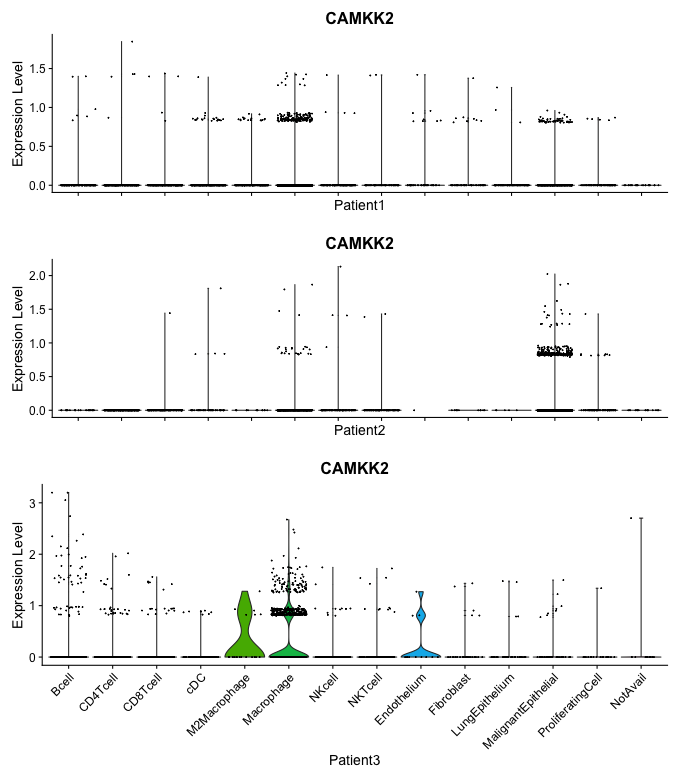 CAMKK2
Expression Level
1.5
1.0
0.5
0.0
Patient1
CAMKK2
Expression Level
2.0
1.5
1.0
0.5
0.0
Patient2
CAMKK2
Expression Level
3
2
1
0
Bcell
CD4Tcell
CD8Tcell
cDC
M2Macrophage
Macrophage
NKcell
NKTcell
Endothelium
Fibroblast
LungEpithelium
MalignantEpithelial
ProliferatingCell
NotAvail
Patient3